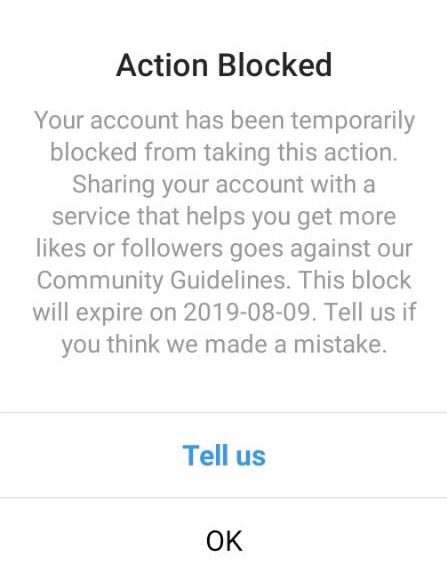 Action Blocked
Your account has been temporarily
blocked from taking this action.
Sharing your account with a
service that helps you get more
likes or followers goes against our
Community Guidelines. This block
will expire on 2019-08-09. Tell us if
you think we made a mistake.
Tell us
OK